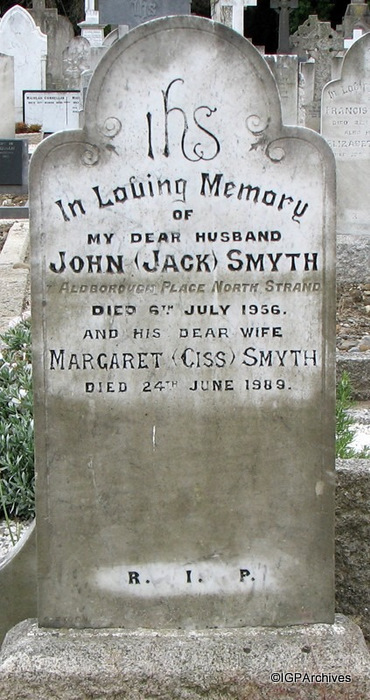 ihs
In Loving Memory
OF
MY DEAR HUSBAND
JOHN (JACK) SMYTH
ALDBOROUGH PLACE NORTH STRAND
DIED 6TH JULY 1956.
AND HIS DEAR WIFE
MARGARET (CISS) SMYTH
DIED 24TH JUNE 1989.
R. I. P.
FRANCIS
©IGPArchives